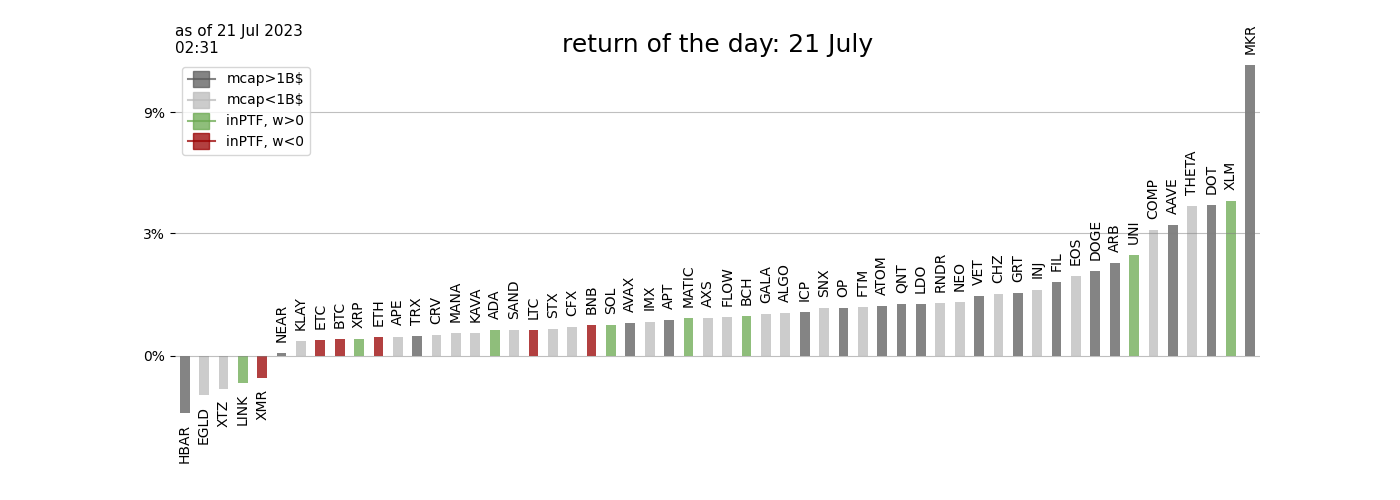 as of 21 Jul 2023
02:31
return of the day: 21 July
mcap>1B$
mcap<1B$
inPTF, w>0
inPTF, w<0
9%
3%
0%
HBAR
EGLD
XTZ
LINK
XMR
NEAR
KLAY
ETC
BTC
XRP
ETH
APE
TRX
CRV
MANA
KAVA
ADA
SAND
LTC
STX
CFX
BNB
SOL
AVAX
IMX
APT
MATIC
AXS
FLOW
BCH
GALA
ALGO
ICP
SNX
OP
FTM
ATOM
QNT
LDO
RNDR
NEO
VET
CHZ
GRT
INJ
FIL
EOS
DOGE
ARB
UNI
COMP
AAVE
THETA
DOT
XLM
MKR